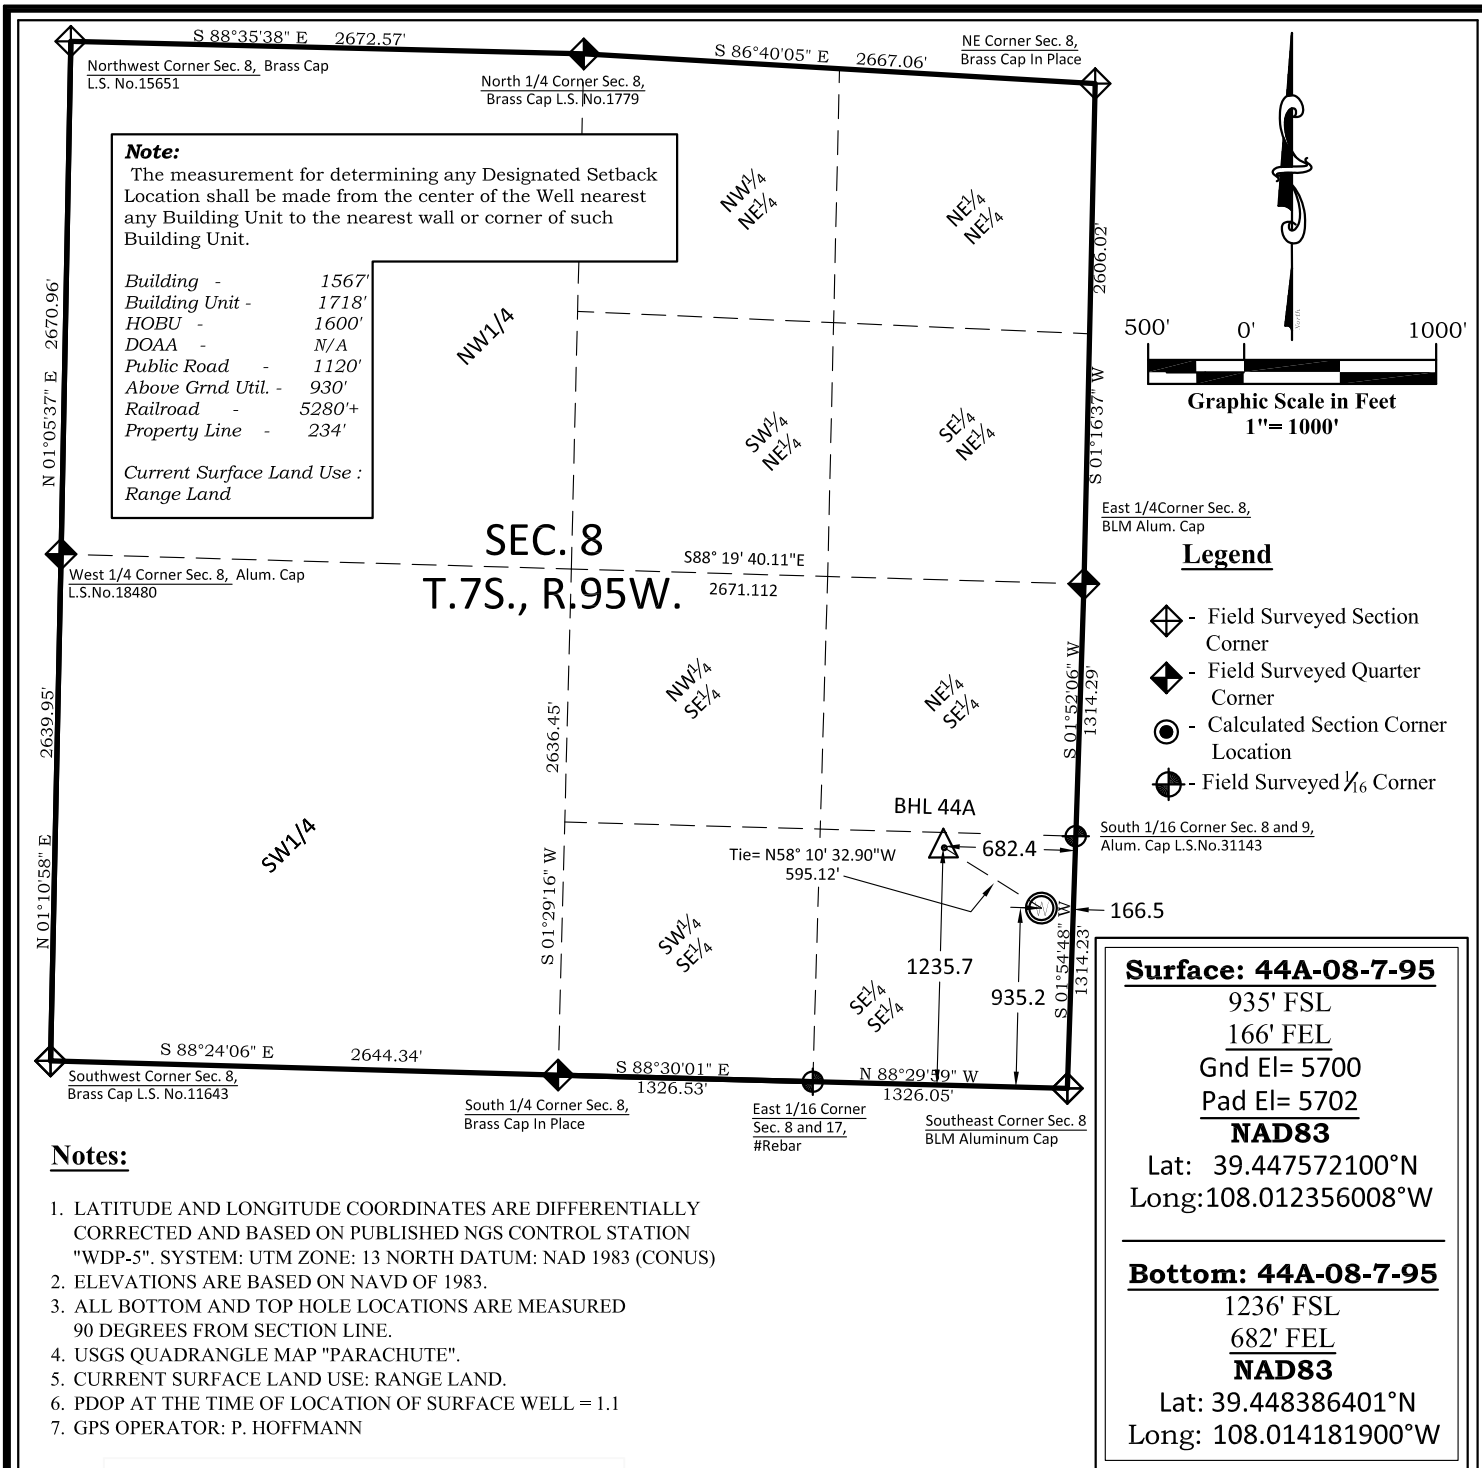 S 88°35'38" E 2672.57'
S 86°40'05" E 2667.06'
NE Corner Sec. 8,
Brass Cap In Place
Northwest Corner Sec. 8, Brass Cap
L.S. No.15651
North 1/4 Corner Sec. 8,
Brass Cap L.S. No.1779
Note:
The measurement for determining any Designated Setback
Location shall be made from the center of the Well nearest
any Building Unit to the nearest wall or corner of such
Building Unit.
Building - 1567'
Building Unit - 1718'
HOBU - 1600'
DOAA - N/A
Public Road - 1120'
Above Grnd Util. - 930'
Railroad - 5280'+
Property Line - 234'
Current Surface Land Use :
Range Land
N 01°05'37" E 2670.96'
NW1/4
NW1/4
NE1/4
NE1/4
NE1/4
SW1/4
NE1/4
SE1/4
NE1/4
2606.02'
S 01°16'37" W
North
500' 0' 1000'
Graphic Scale in Feet
1"= 1000'
East 1/4Corner Sec. 8,
BLM Alum. Cap
SEC. 8
T.7S., R.95W.
S88° 19' 40.11"E
2671.112
West 1/4 Corner Sec. 8, Alum. Cap
L.S.No.18480
Legend
- Field Surveyed Section
Corner
- Field Surveyed Quarter
Corner
- Calculated Section Corner
Location
- Field Surveyed 1/16 Corner
NW1/4
SE1/4
NE1/4
SE1/4
S 01°52'06" W
1314.29'
N 01°10'58" E 2639.95'
SW1/4
2636.45'
S 01°29'16" W
BHL 44A
682.4
South 1/16 Corner Sec. 8 and 9,
Alum. Cap L.S.No.31143
Tie= N58° 10' 32.90"W
595.12'
166.5
SW1/4
SE1/4
SE1/4
SE1/4
1235.7
935.2
S 01°54'48" W
1314.23'
S 88°24'06" E 2644.34'
S 88°30'01" E
1326.53'
N 88°29'59" W
1326.05'
Southwest Corner Sec. 8,
Brass Cap L.S. No.11643
South 1/4 Corner Sec. 8,
Brass Cap In Place
East 1/16 Corner
Sec. 8 and 17,
#Rebar
Southeast Corner Sec. 8
BLM Aluminum Cap
Surface: 44A-08-7-95
935' FSL
166' FEL
Gnd El= 5700
Pad El= 5702
NAD83
Lat: 39.447572100°N
Long:108.012356008°W
Bottom: 44A-08-7-95
1236' FSL
682' FEL
NAD83
Lat: 39.448386401°N
Long: 108.014181900°W
Notes:
1. LATITUDE AND LONGITUDE COORDINATES ARE DIFFERENTIALLY
CORRECTED AND BASED ON PUBLISHED NGS CONTROL STATION
"WDP-5". SYSTEM: UTM ZONE: 13 NORTH DATUM: NAD 1983 (CONUS)
2. ELEVATIONS ARE BASED ON NAVD OF 1983.
3. ALL BOTTOM AND TOP HOLE LOCATIONS ARE MEASURED
90 DEGREES FROM SECTION LINE.
4. USGS QUADRANGLE MAP "PARACHUTE".
5. CURRENT SURFACE LAND USE: RANGE LAND.
6. PDOP AT THE TIME OF LOCATION OF SURFACE WELL = 1.1
7. GPS OPERATOR: P. HOFFMANN